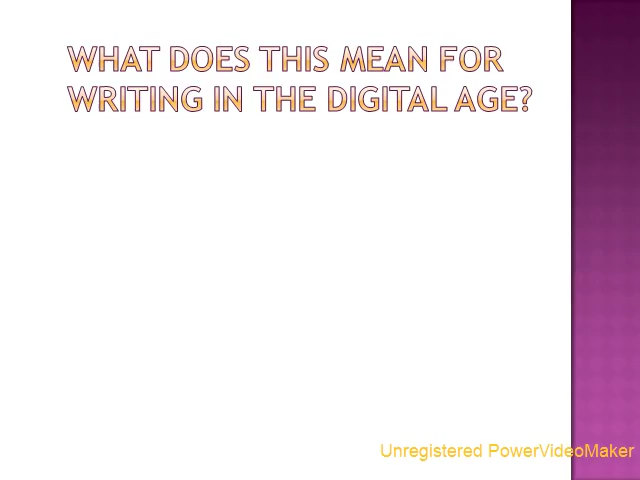 WHAT DOES THIS MEAN FOR
WRITING IN THE DIGITAL AGE?
Unregistered PowerVideoMaker